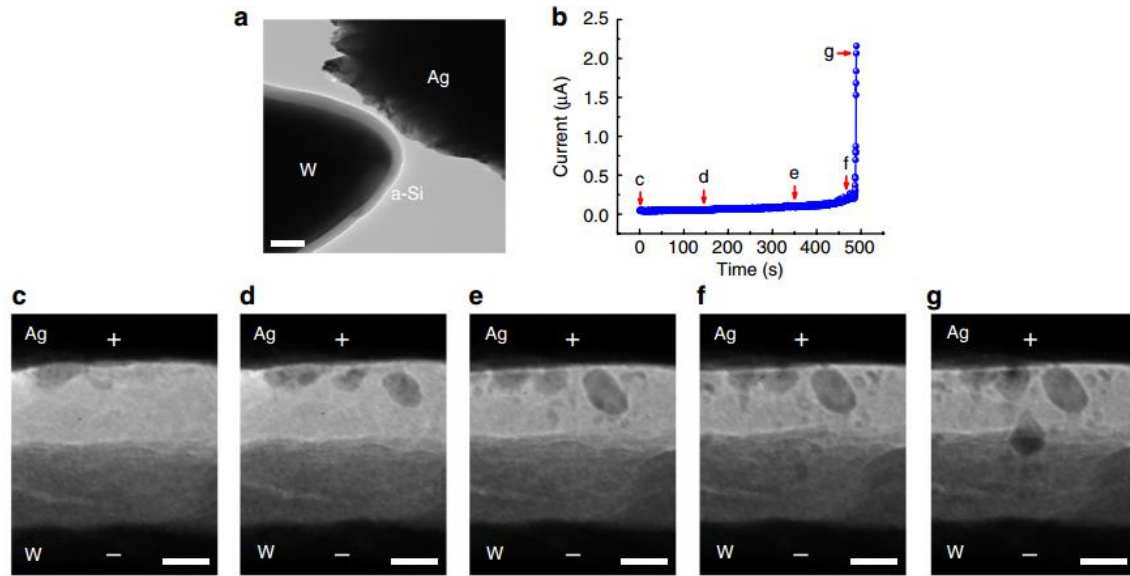 a
b
Ag
W
a-Si
Current (µA)
2.5
2.0
1.5
1.0
0.5
0.0
g
c
d
e
f
0 100 200 300 400 500
Time (s)
c
d
e
f
g
Ag +
Ag +
Ag +
Ag +
Ag +
W –
W –
W –
W –
W –